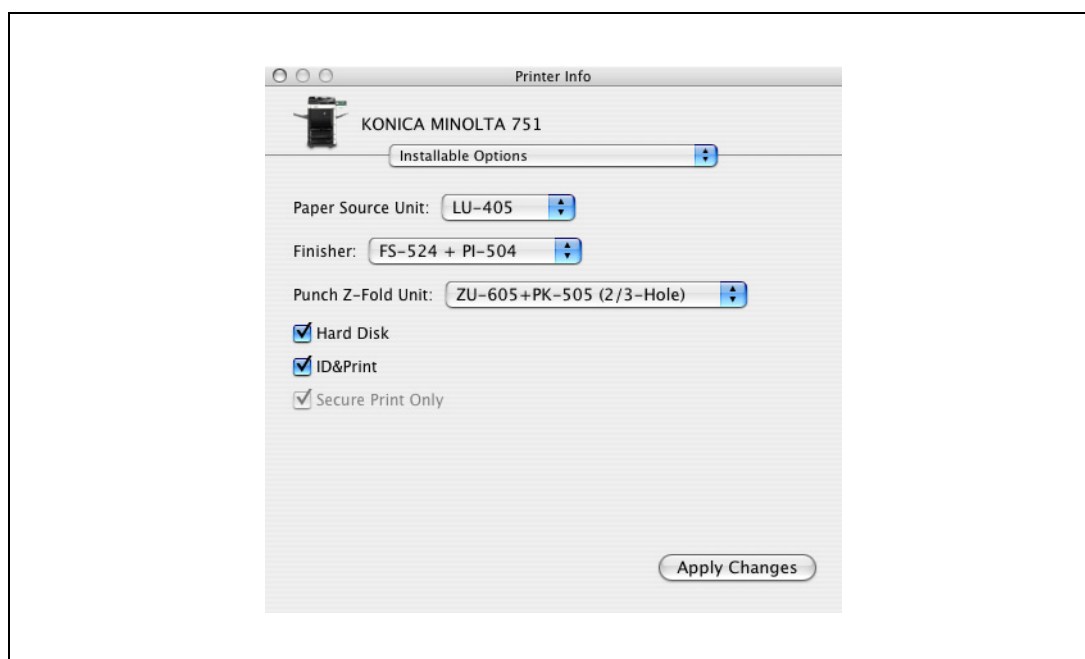 Printer Info
KONICA MINOLTA 751
Installable Options
Paper Source Unit: LU-405
Finisher: FS-524 + PI-504
Punch Z-Fold Unit: ZU-605+PK-505 (2/3-Hole)
Hard Disk
ID&Print
Secure Print Only
Apply Changes